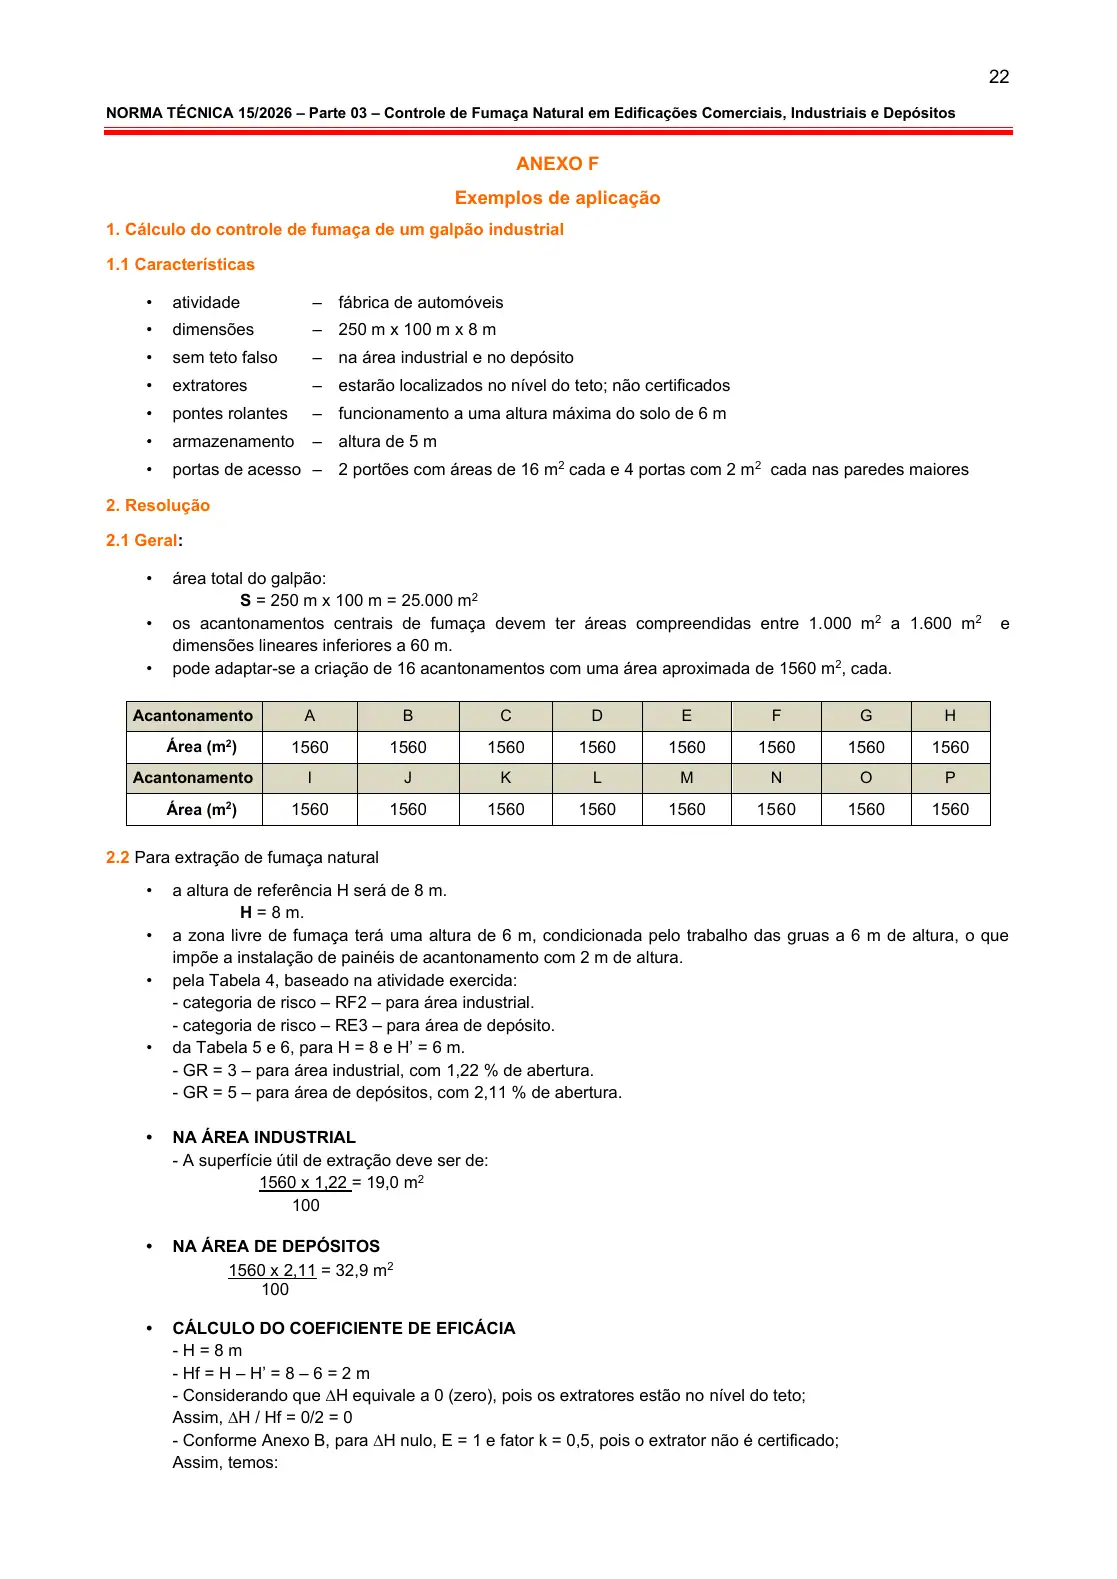 22
NORMA TÉCNICA 15/2026 – Parte 03 – Controle de Fumaça Natural em Edificações Comerciais, Industriais e Depósitos
ANEXO F
Exemplos de aplicação
1. Cálculo do controle de fumaça de um galpão industrial
1.1 Características
• atividade – fábrica de automóveis
• dimensões – 250 m x 100 m x 8 m
• sem teto falso – na área industrial e no depósito
• extratores – estarão localizados no nível do teto; não certificados
• pontes rolantes – funcionamento a uma altura máxima do solo de 6 m
• armazenamento – altura de 5 m
• portas de acesso – 2 portões com áreas de 16 m² cada e 4 portas com 2 m² cada nas paredes maiores
2. Resolução
2.1 Geral:
• área total do galpão:
S = 250 m x 100 m = 25.000 m²
• os acantonamentos centrais de fumaça devem ter áreas compreendidas entre 1.000 m² a 1.600 m² e
dimensões lineares inferiores a 60 m.
• pode adaptar-se a criação de 16 acantonamentos com uma área aproximada de 1560 m², cada.
Acantonamento A B C D E F G H
Área (m²) 1560 1560 1560 1560 1560 1560 1560 1560
Acantonamento I J K L M N O P
Área (m²) 1560 1560 1560 1560 1560 1560 1560 1560
2.2 Para extração de fumaça natural
• a altura de referência H será de 8 m.
H = 8 m.
• a zona livre de fumaça terá uma altura de 6 m, condicionada pelo trabalho das gruas a 6 m de altura, o que
impõe a instalação de painéis de acantonamento com 2 m de altura.
• pela Tabela 4, baseado na atividade exercida:
- categoria de risco – RF2 – para área industrial.
- categoria de risco – RE3 – para área de depósito.
• da Tabela 5 e 6, para H = 8 e H’ = 6 m.
- GR = 3 – para área industrial, com 1,22 % de abertura.
- GR = 5 – para área de depósitos, com 2,11 % de abertura.
• NA ÁREA INDUSTRIAL
- A superfície útil de extração deve ser de:
1560 x 1,22 = 19,0 m²
100
• NA ÁREA DE DEPÓSITOS
1560 x 2,11 = 32,9 m²
100
• CÁLCULO DO COEFICIENTE DE EFICÁCIA
- H = 8 m
- Hf = H – H’ = 8 – 6 = 2 m
- Considerando que ∆H equivale a 0 (zero), pois os extratores estão no nível do teto;
Assim, ∆H / Hf = 0/2 = 0
- Conforme Anexo B, para ∆H nulo, E = 1 e fator k = 0,5, pois o extrator não é certificado;
Assim, temos: